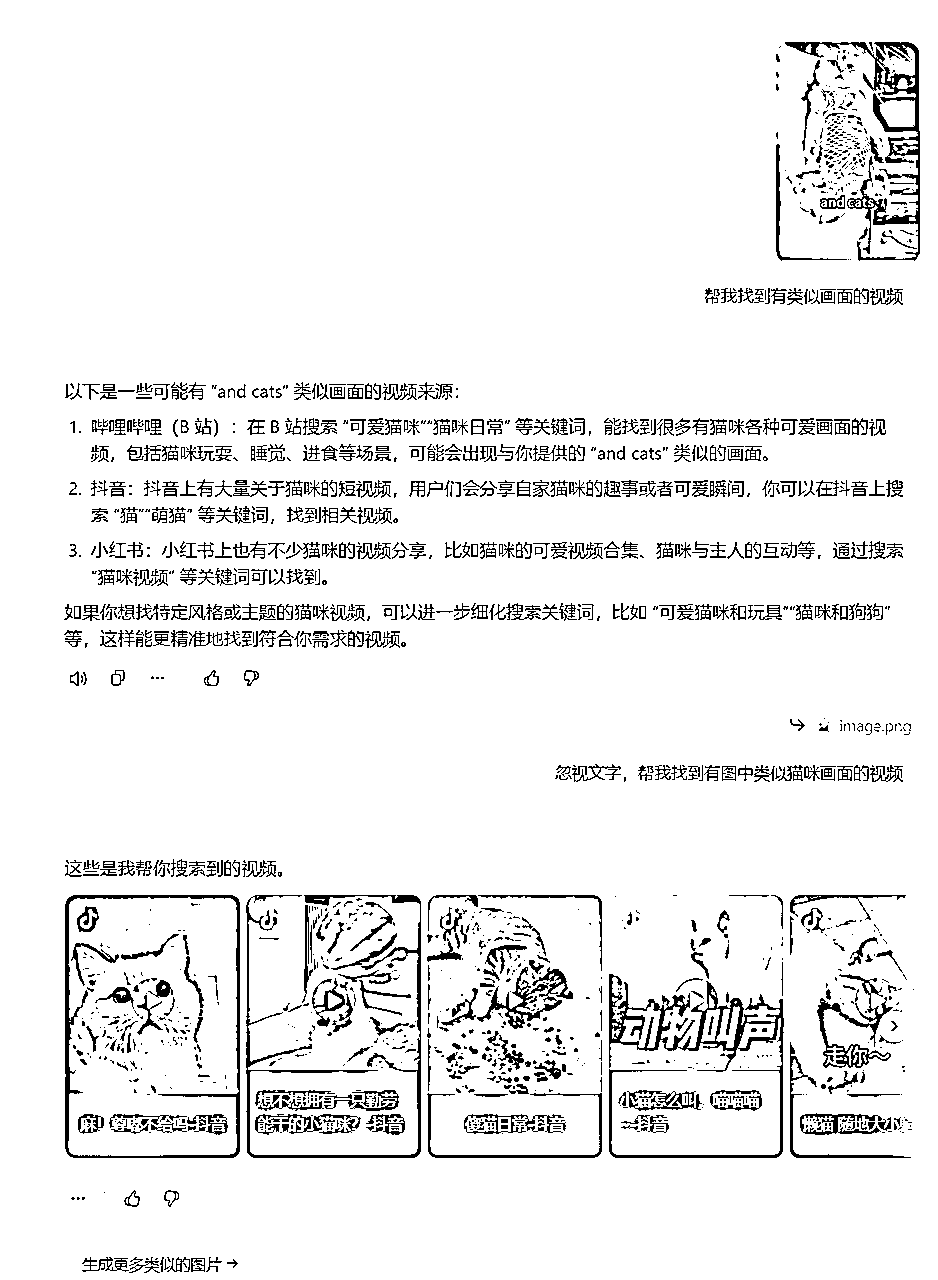 and cats
帮我找到有类似画面的视频
以下是一些可能有 “and cats” 类似画面的视频来源：
1. 哔哩哔哩（B 站）：在 B 站搜索 “可爱猫咪”“猫咪日常” 等关键词，能找到很多有猫咪各种可爱画面的视
频，包括猫咪玩耍、睡觉、进食等场景，可能会出现与你提供的 “and cats” 类似的画面。
2. 抖音：抖音上有大量关于猫咪的短视频，用户们会分享自家猫咪的趣事或者可爱瞬间，你可以在抖音上搜
索 “猫”“萌猫” 等关键词，找到相关视频。
3. 小红书：小红书上也有不少猫咪的视频分享，比如猫咪的可爱视频合集、猫咪与主人的互动等，通过搜索
“猫咪视频” 等关键词可以找到。
如果你想找特定风格或主题的猫咪视频，可以进一步细化搜索关键词，比如 “可爱猫咪和玩具”“猫咪和狗狗”
等，这样能更精准地找到符合你需求的视频。
image.png
忽视文字，帮我找到有图中类似猫咪画面的视频
这些是我帮你搜索到的视频。
动物叫声
走你～
麻！ 不给吗-抖音
想不想拥有一只勤劳
能干的小猫咪？-抖音
傻猫日常-抖音
小猫怎么叫，喵喵喵
～-抖音
随地大小
生成更多类似的图片 →